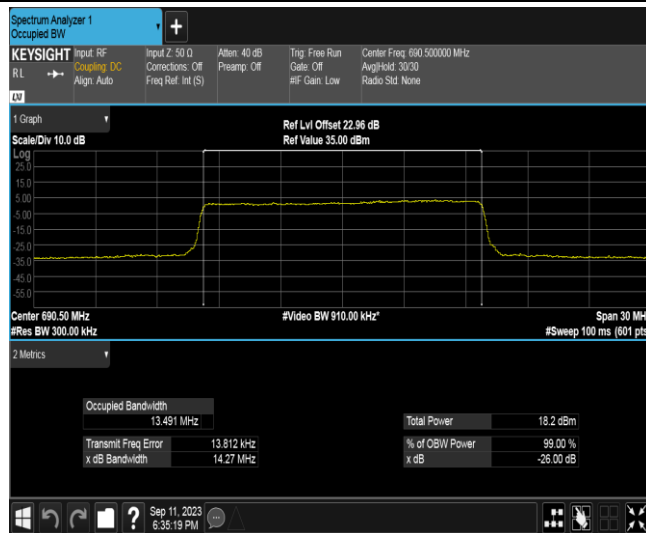 Spectrum Analyzer 1
Occupied BW
+
KEYSIGHT
RL
Input: RF
Coupling: DC
Align: Auto
Input Z: 50 Ω
Corrections: Off
Freq Ref: Int (S)
Atten: 40 dB
Preamp: Off
Trig: Free Run
Gate: Off
#IF Gain: Low
Center Freq: 690.500000 MHz
Avg|Hold: 30/30
Radio Std: None
1 Graph
Scale/Div 10.0 dB
Ref Lvl Offset 22.96 dB
Ref Value 35.00 dBm
Log
25.0
15.0
5.00
-5.00
-15.0
-25.0
-35.0
-45.0
-55.0
Center 690.50 MHz
#Res BW 300.00 kHz
#Video BW 910.00 kHz*
Span 30 MH
#Sweep 100 ms (601 pts
2 Metrics
Occupied Bandwidth
13.491 MHz
Transmit Freq Error 13.812 kHz
x dB Bandwidth 14.27 MHz
Total Power 18.2 dBm
% of OBW Power 99.00 %
x dB -26.00 dB
?
Sep 11, 2023
6:35:19 PM